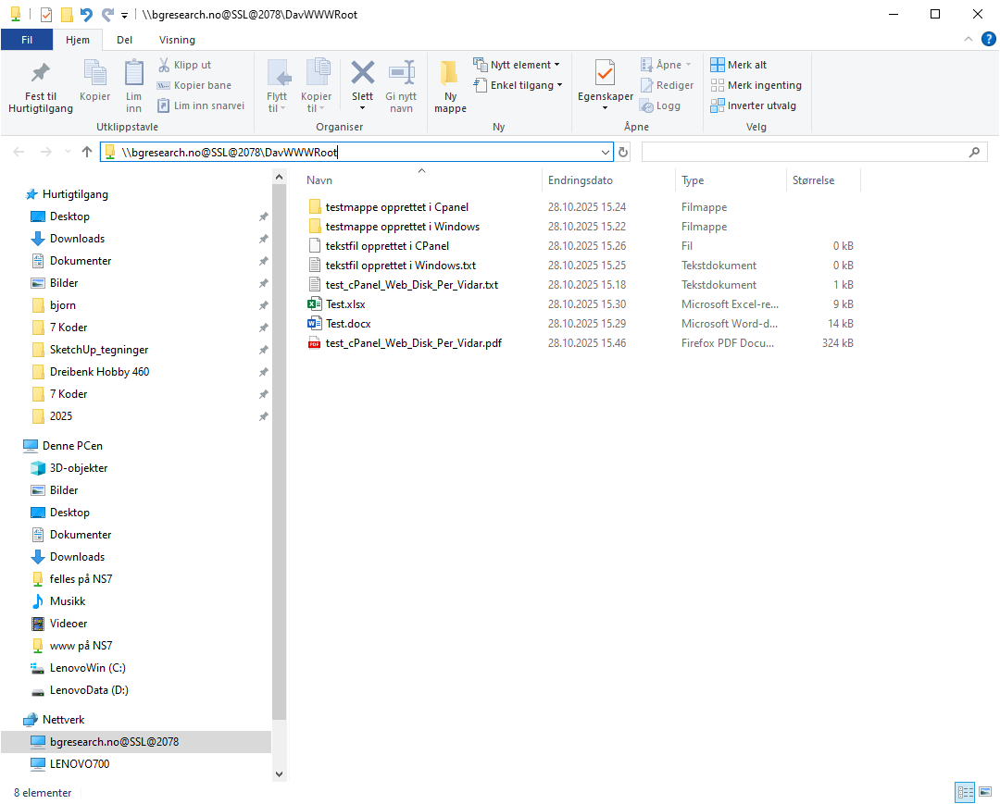 \\bgresearch.no@SSL@2078\DavWWWRoot
Fil Hjem Del Visning
Fest til Hurtigtilgang
Kopier
Lim inn
Klipp ut
Kopier bane
Lim inn snarvei
Utklippstavle
Flytt til
Kopier til
Slett
Gi nytt navn
Organiser
Ny mappe
Nytt element
Enkel tilgang
Ny
Egenskaper
Åpne
Rediger
Logg
Åpne
Merk alt
Merk ingenting
Inverter utvalg
Velg
\\bgresearch.no@SSL@2078\DavWWWRoot
Hurtigtilgang
Desktop
Downloads
Dokumenter
Bilder
bjorn
7 Koder
SketchUp_tegninger
Dreibenk Hobby 460
7 Koder
2025
Denne PCen
3D-objekter
Bilder
Desktop
Dokumenter
Downloads
felles på NS7
Musikk
Videoer
www på NS7
LenovoWin (C:)
LenovoData (D:)
Nettverk
bgresearch.no@SSL@2078
LENOVO700
Navn Endringsdato Type Størrelse
testmappe opprettet i Cpanel 28.10.2025 15.24 Filmappe
testmappe opprettet i Windows 28.10.2025 15.22 Filmappe
tekstfil opprettet i CPanel 28.10.2025 15.26 Fil 0 kB
tekstfil opprettet i Windows.txt 28.10.2025 15.25 Tekstdokument 0 kB
test_cPanel_Web_Disk_Per_Vidar.txt 28.10.2025 15.18 Tekstdokument 1 kB
Test.xlsx 28.10.2025 15.30 Microsoft Excel-re... 9 kB
Test.docx 28.10.2025 15.29 Microsoft Word-d... 14 kB
test_cPanel_Web_Disk_Per_Vidar.pdf 28.10.2025 15.46 Firefox PDF Docu... 324 kB
8 elementer